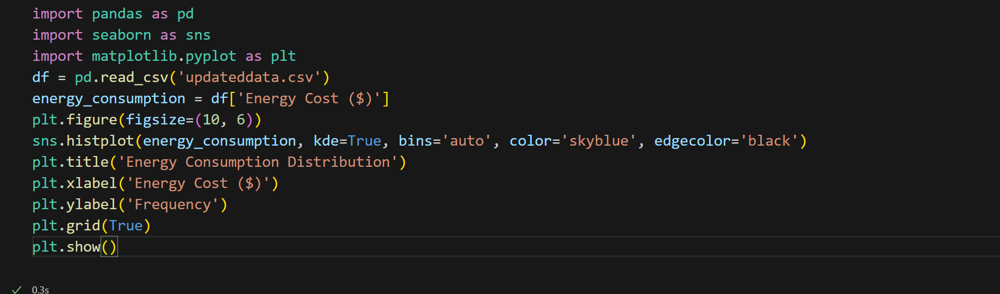 import pandas as pd
import seaborn as sns
import matplotlib.pyplot as plt
df = pd.read_csv('updateddata.csv')
energy_consumption = df['Energy Cost ($)']
plt.figure(figsize=(10, 6))
sns.histplot(energy_consumption, kde=True, bins='auto', color='skyblue', edgecolor='black')
plt.title('Energy Consumption Distribution')
plt.xlabel('Energy Cost ($)')
plt.ylabel('Frequency')
plt.grid(True)
plt.show()
0.3s